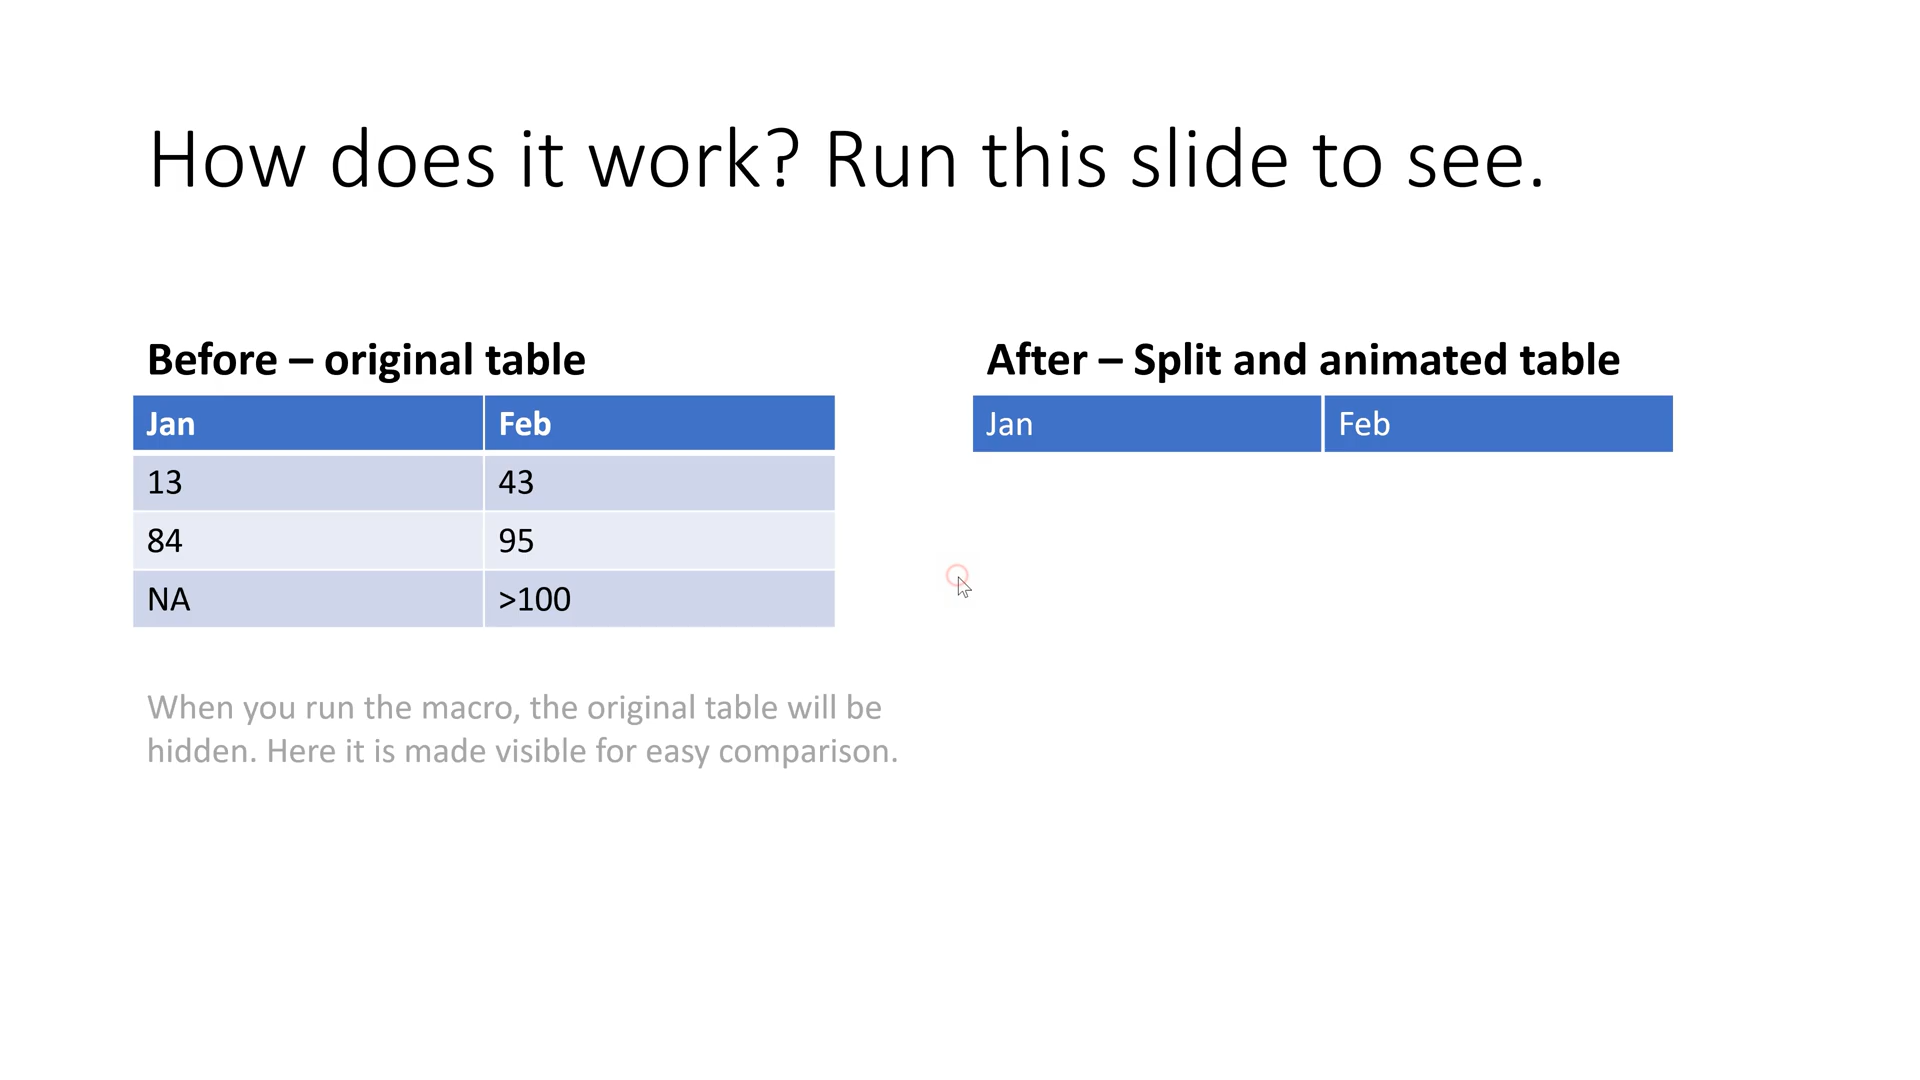 How does it work? Run this slide to see.
Before – original table
Jan Feb
13 43
84 95
NA >100
When you run the macro, the original table will be
hidden. Here it is made visible for easy comparison.
After – Split and animated table
Jan Feb